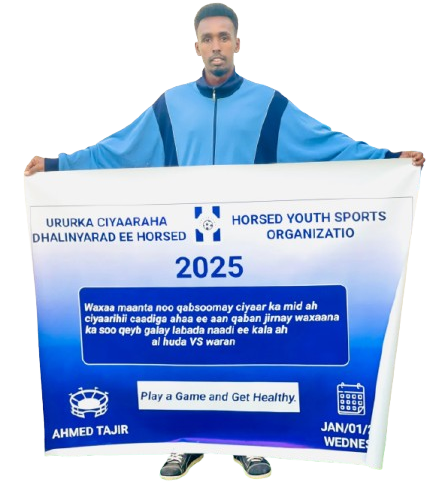 URURKA CIYAARAHA
DHALINYARAD EE HORSED
HORSED YOUTH SPORTS
ORGANIZATIO
2025
Waxaa maanta noo qabsoomay ciyaar ka mid ah
ciyaarihii caadiga ahaa ee aan qaban jirnay waxaana
ka soo qeyb galay labada naadi ee kala ah
al huda VS waran
Play a Game and Get Healthy.
AHMED TAJIR
JAN/01/2
WEDNES